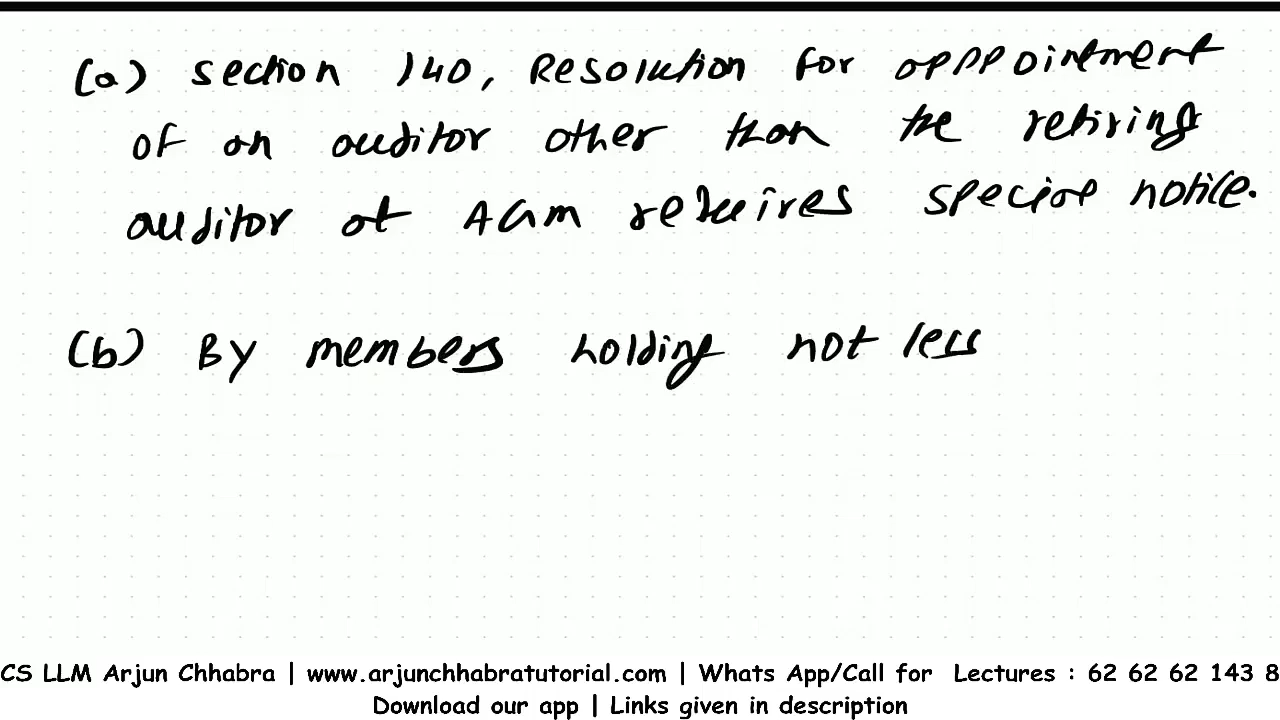 (a) section 140, Resolution for apppointment
of an auditor other than the retiring
auditor at AGM requires special notice.
(b) By members holding not less
CS LLM Arjun Chhabra | www.arjunchhabratutorial.com | Whats App/Call for Lectures : 62 62 62 143 8
Download our app | Links given in description